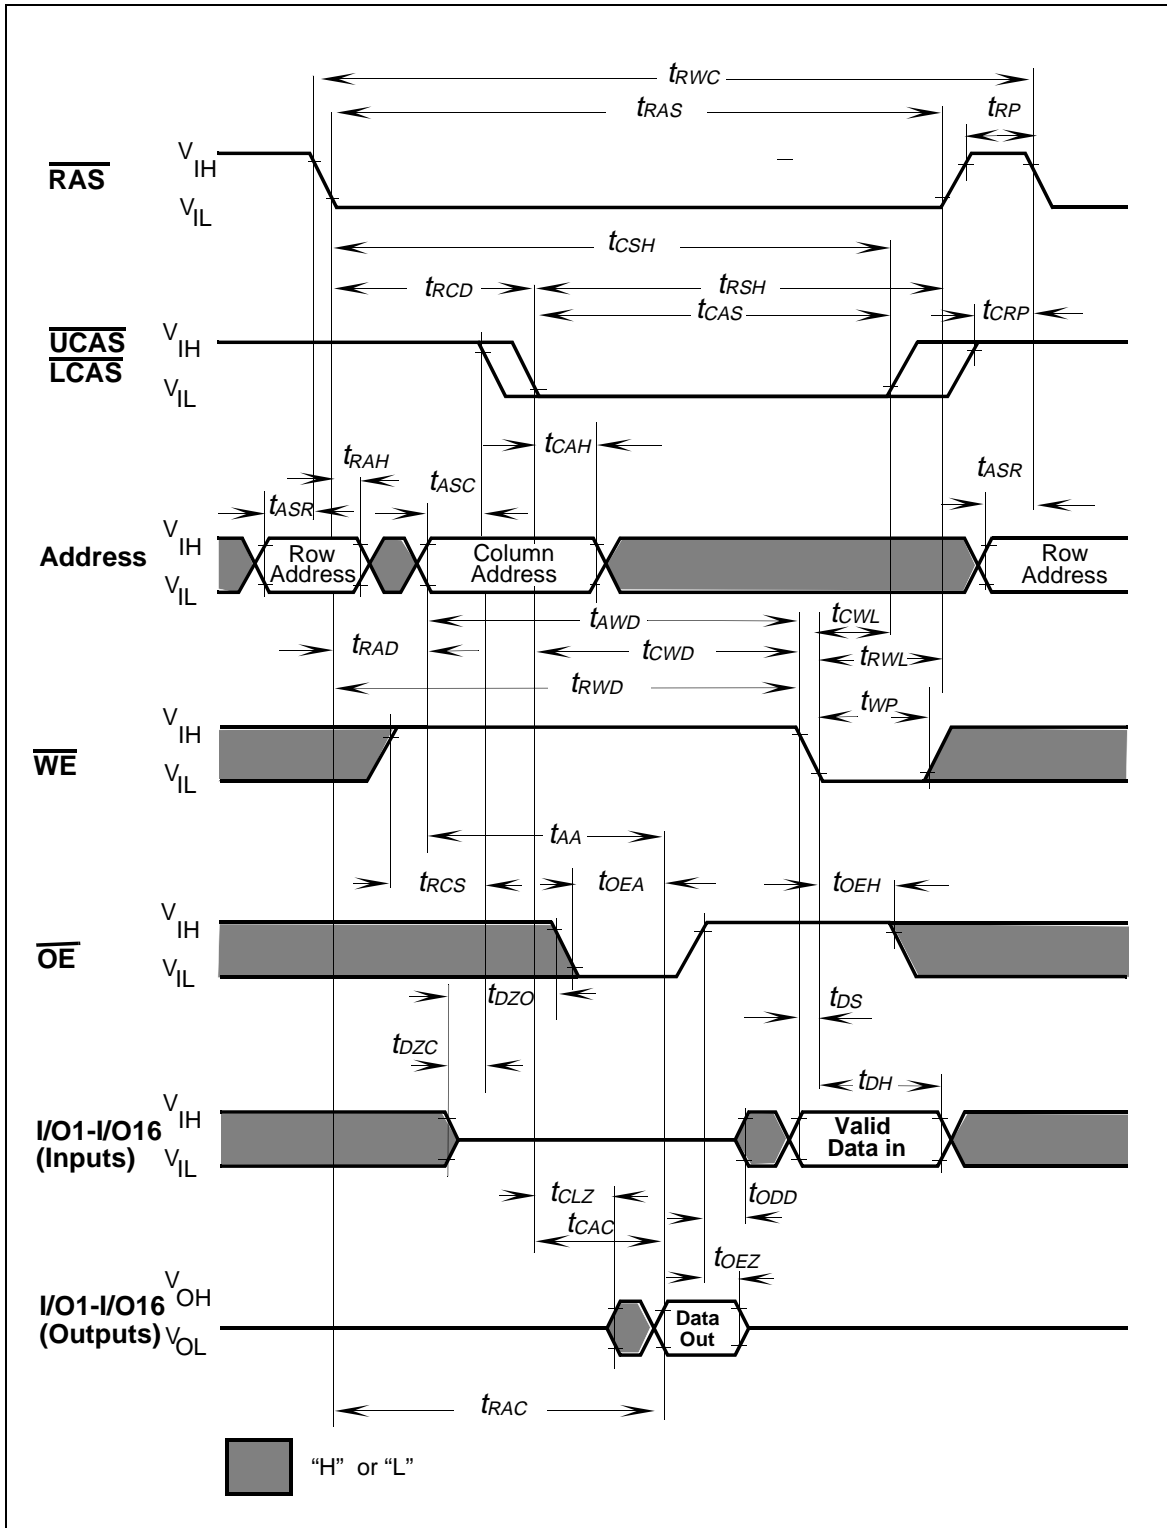 tRWC
tRAS
tRP
RAS
VIH
VIL
tCSH
tRCD
tRSH
tCAS
tCRP
UCAS
LCAS
VIH
VIL
tCAH
tRAH
tASC
tASR
tASR
Address
VIH
VIL
Row
Address
Column
Address
Row
Address
tAWD
tCWL
tRAD
tCWD
tRWL
tRWD
tWP
WE
VIH
VIL
tAA
tRCS
tOEA
tOEH
OE
VIH
VIL
tDZO
tDS
tDZC
tDH
I/O1-I/O16
(Inputs)
VIH
VIL
Valid
Data in
tCLZ
tODD
tCAC
tOEZ
I/O1-I/O16
(Outputs)
VOH
VOL
Data
Out
tRAC
“H” or “L”